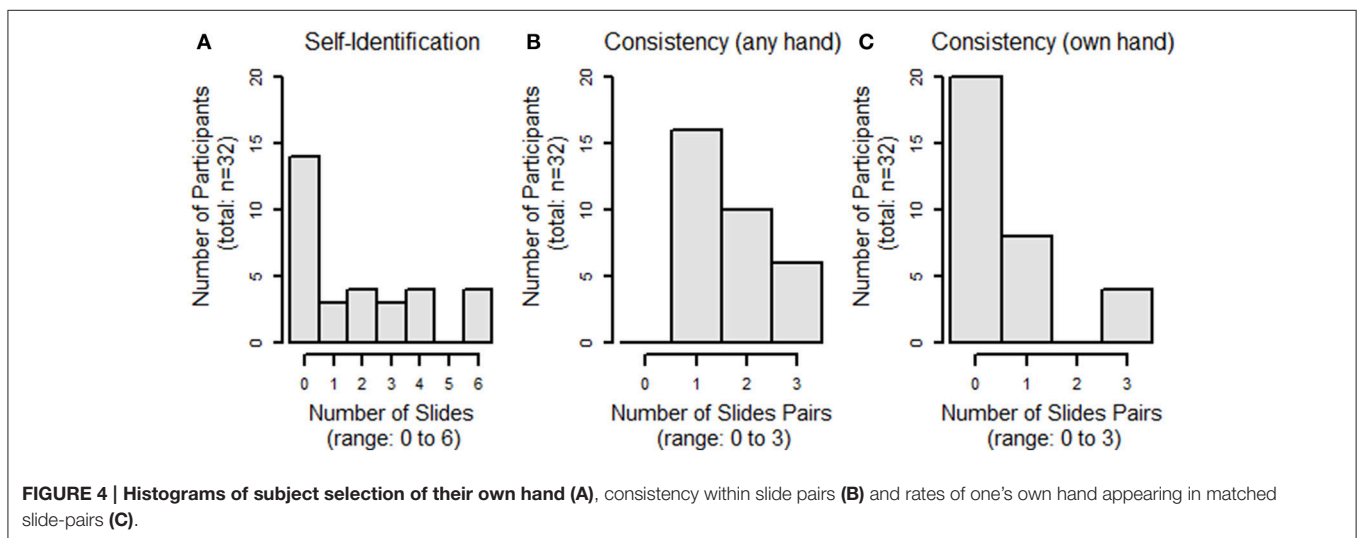 A Self-Identification
20
15
10
5
0
Number of Participants
(total: n=32)
0 1 2 3 4 5 6
Number of Slides
(range: 0 to 6)
B Consistency (any hand)
20
15
10
5
0
Number of Participants
(total: n=32)
0 1 2 3
Number of Slides Pairs
(range: 0 to 3)
C Consistency (own hand)
20
15
10
5
0
Number of Participants
(total: n=32)
0 1 2 3
Number of Slides Pairs
(range: 0 to 3)
FIGURE 4 | Histograms of subject selection of their own hand (A), consistency within slide pairs (B) and rates of one's own hand appearing in matched
slide-pairs (C).